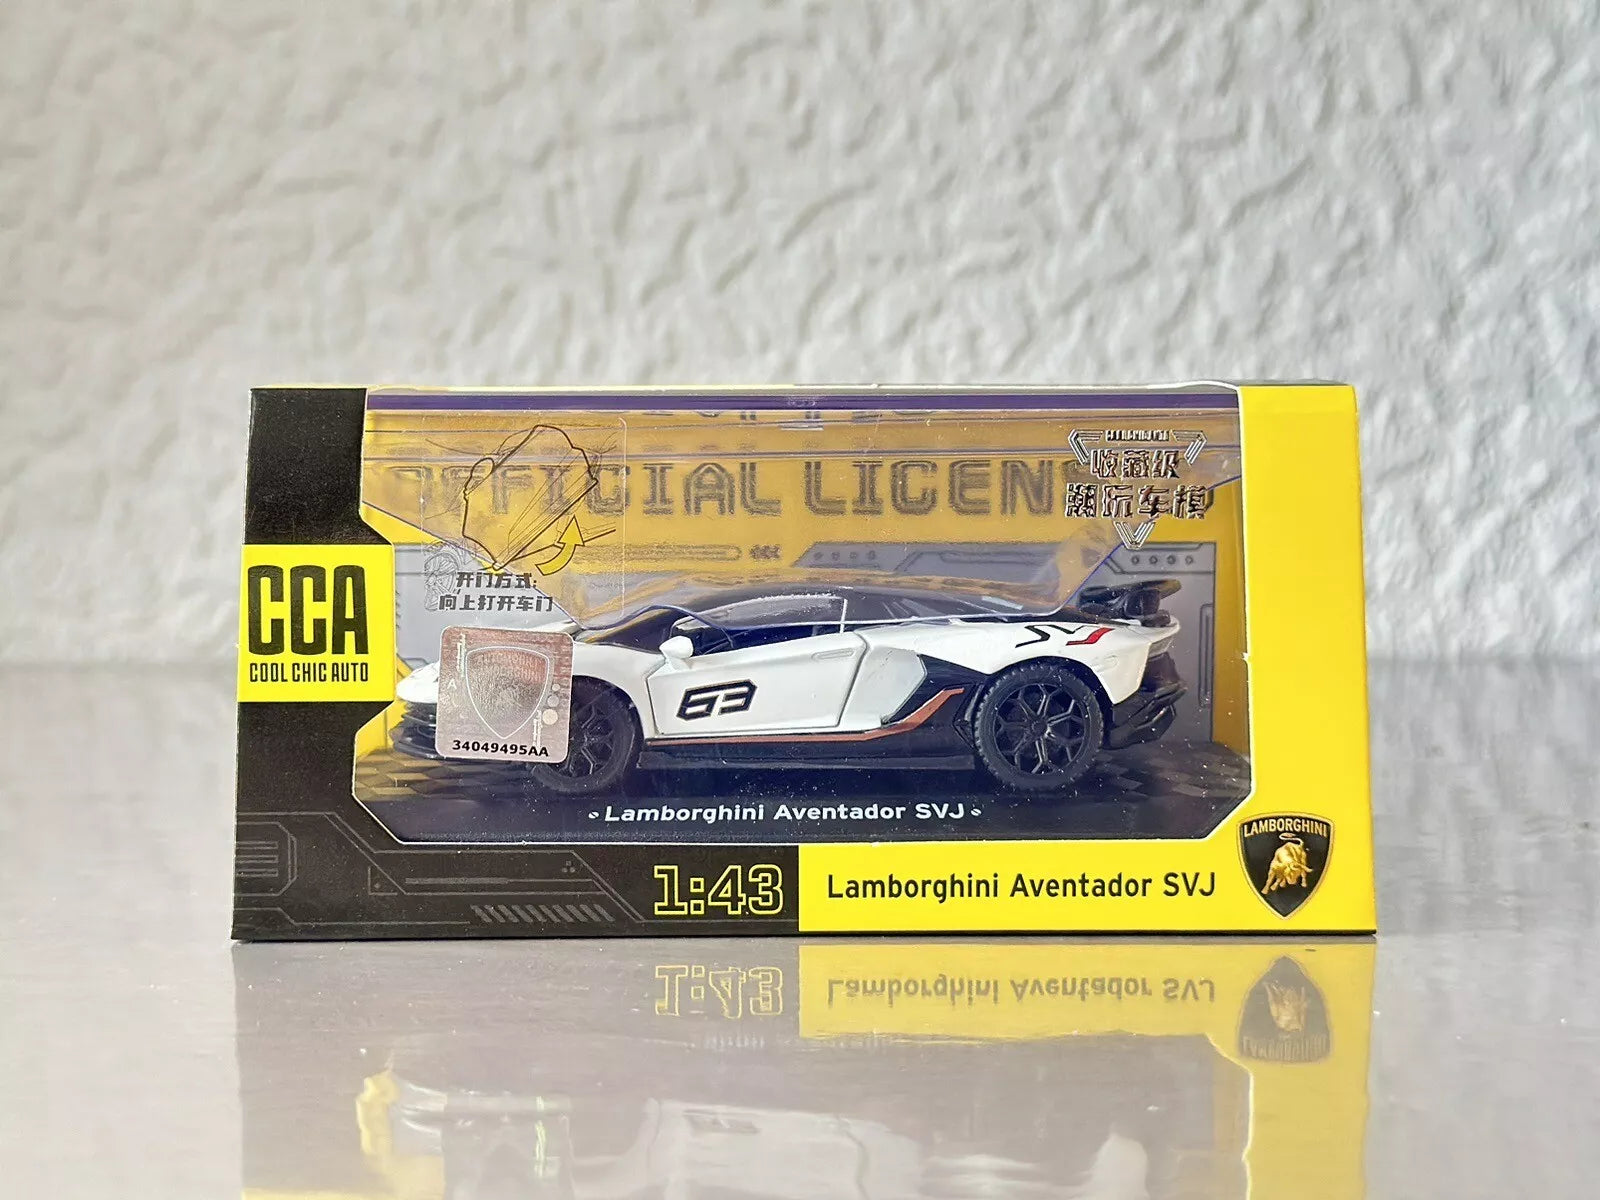 OFFICIAL LICENS
收藏级
潮玩车模
开门方式:
向上打开车门
CCA
COOL CHIC AUTO
63
SVJ
34049495AA
Lamborghini Aventador SVJ
1:43
Lamborghini Aventador SVJ
LAMBORGHINI